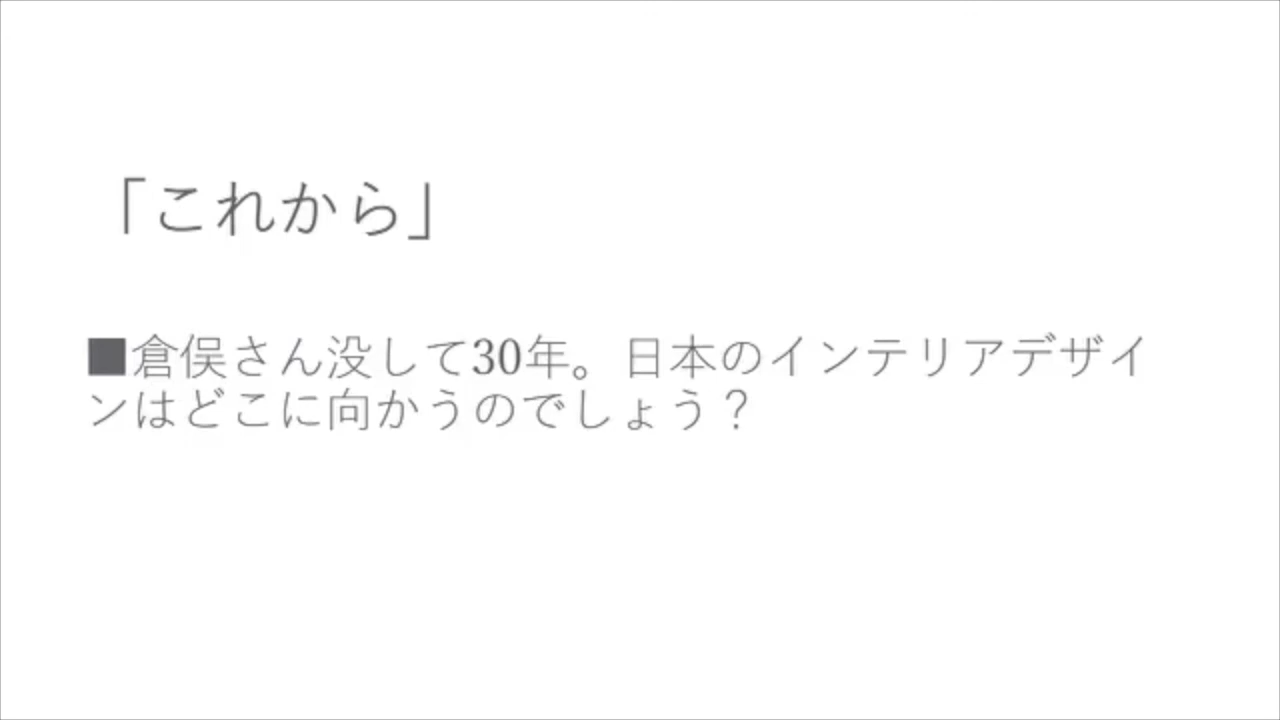 「これから」
■倉俣さん没して30年。日本のインテリアデザイ
ンはどこに向かうのでしょう？